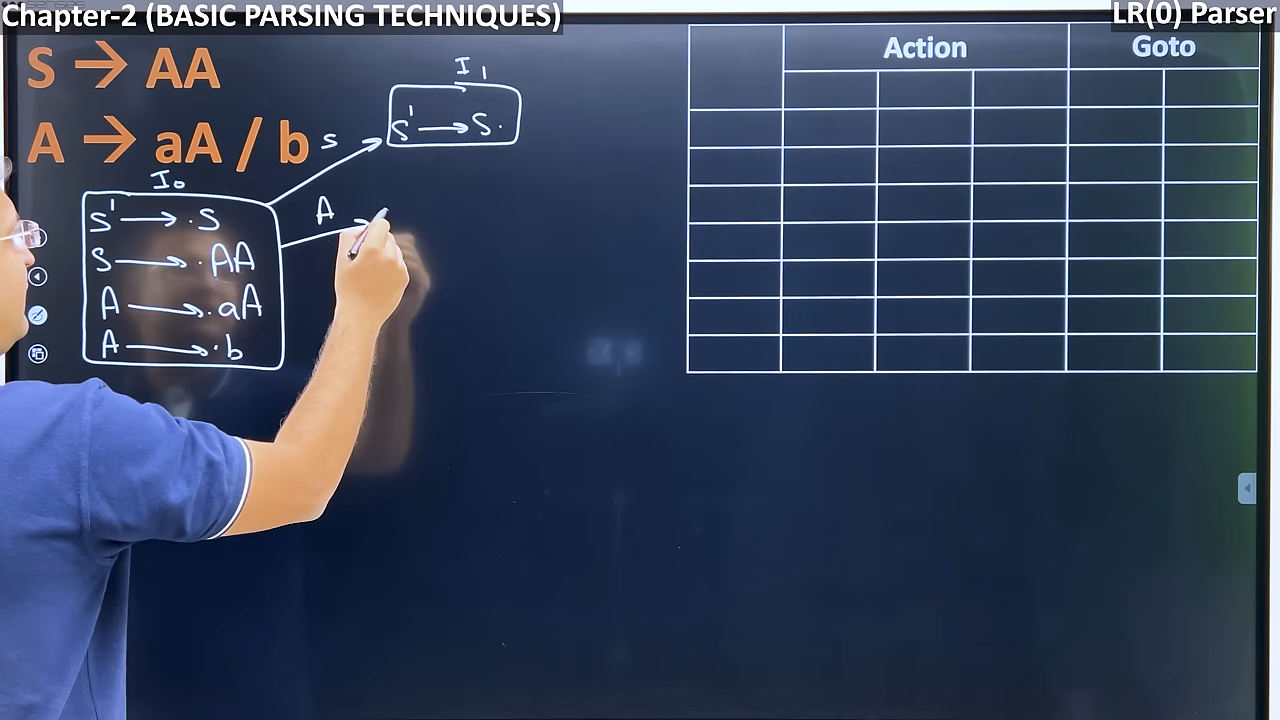 Chapter-2 (BASIC PARSING TECHNIQUES)
LR(0) Parser
S → AA
A → aA / b
I₀
S' → .S
S → .AA
A → .aA
A → .b
S
I₁
S' → S.
A
Action Goto